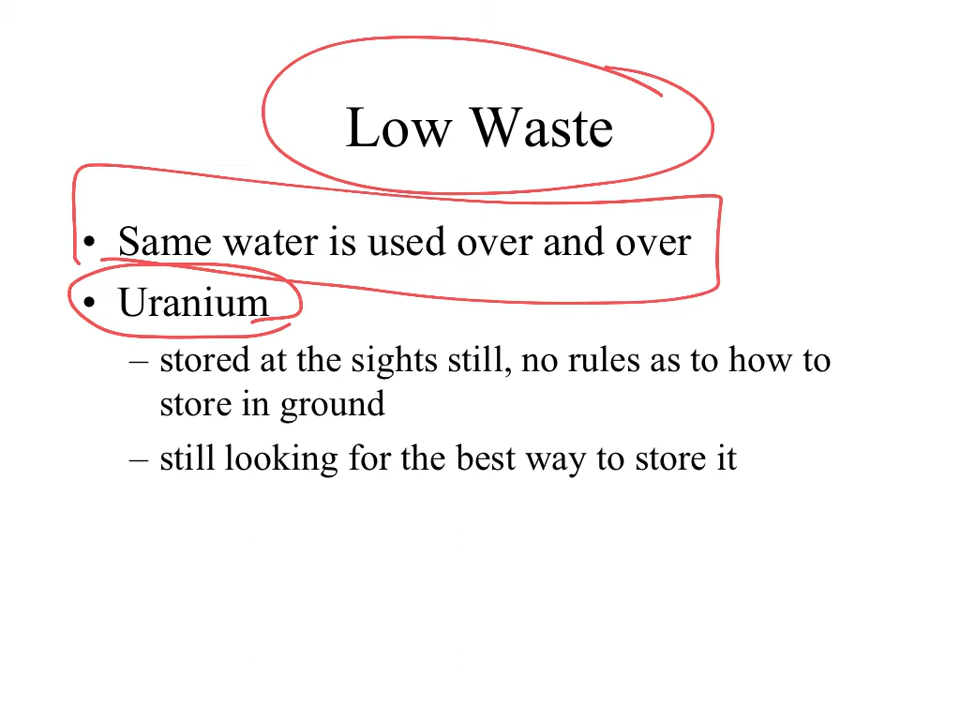 Low Waste
• Same water is used over and over
• Uranium
– stored at the sights still, no rules as to how to
store in ground
– still looking for the best way to store it